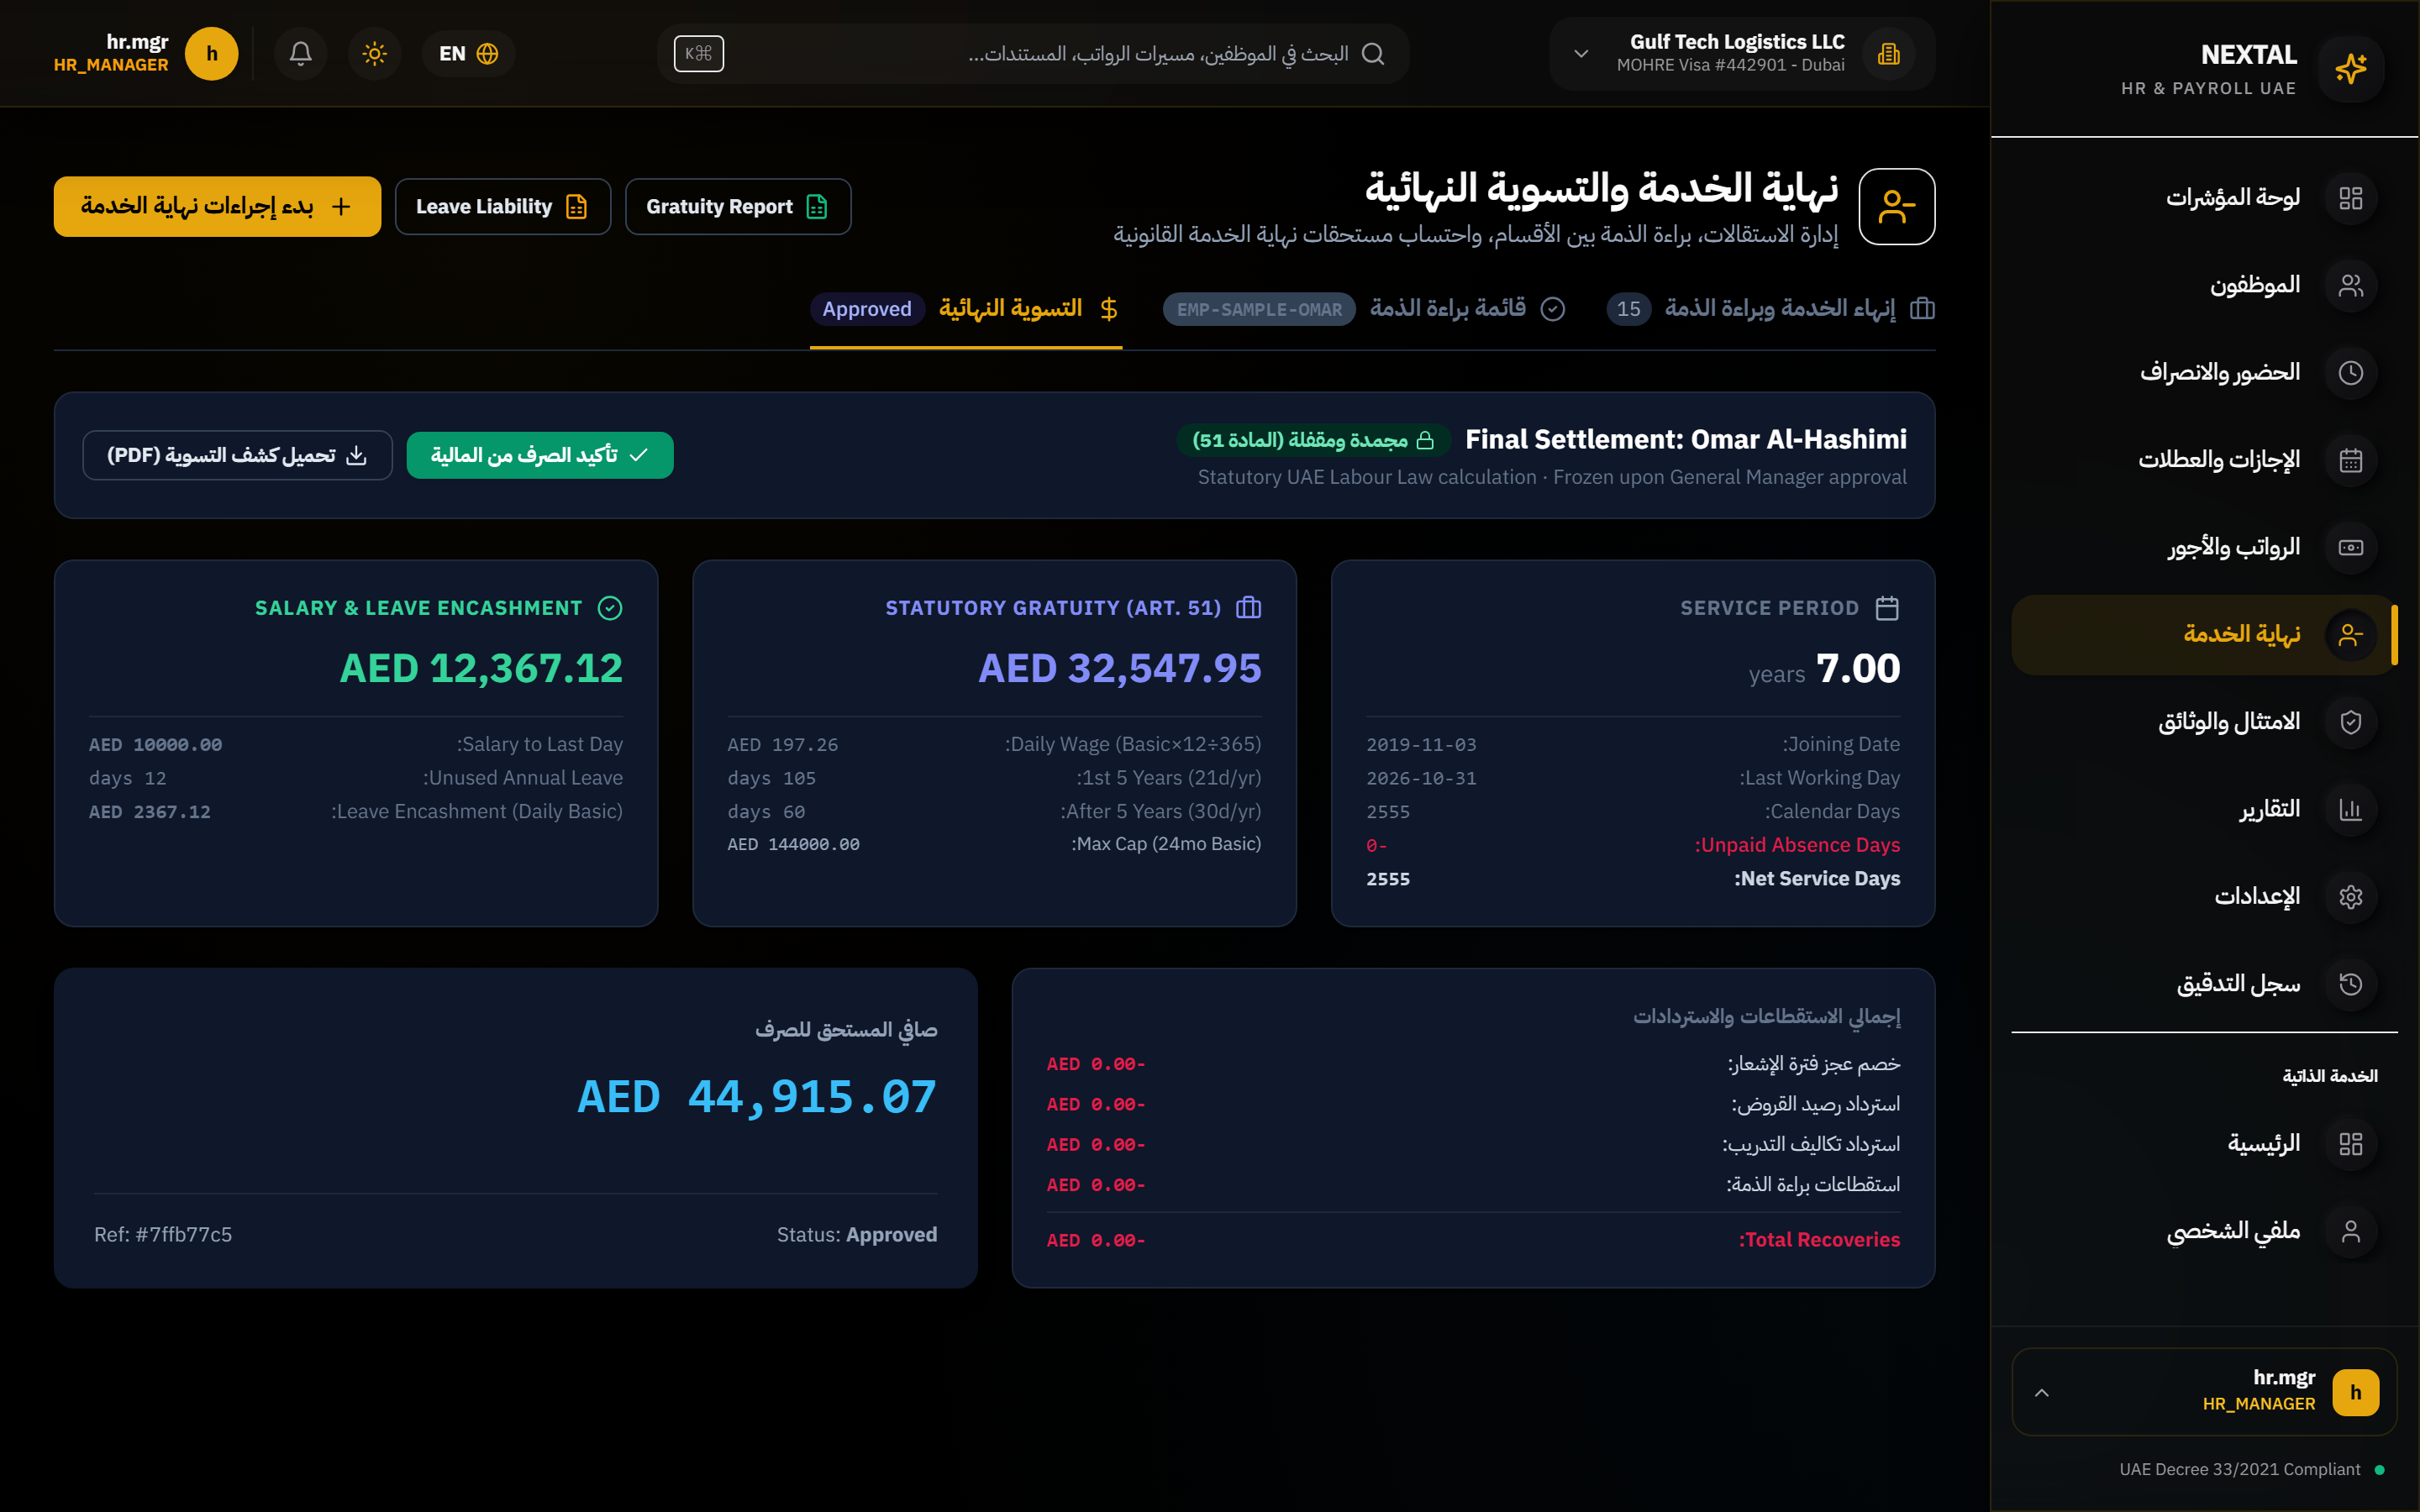 NEXTAL
HR & PAYROLL UAE
لوحة المؤشرات
الموظفون
الحضور والانصراف
الإجازات والعطلات
الرواتب والأجور
نهاية الخدمة
الامتثال والوثائق
التقارير
الإعدادات
سجل التدقيق
الخدمة الذاتية
الرئيسية
ملفي الشخصي
h
hr.mgr
HR_MANAGER
UAE Decree 33/2021 Compliant
Gulf Tech Logistics LLC
MOHRE Visa #442901 - Dubai
البحث في الموظفين، مسيرات الرواتب، المستندات...
⌘K
EN
h
hr.mgr
HR_MANAGER
نهاية الخدمة والتسوية النهائية
إدارة الاستقالات، براءة الذمة بين الأقسام، واحتساب مستحقات نهاية الخدمة القانونية
Gratuity Report
Leave Liability
بدء إجراءات نهاية الخدمة
إنهاء الخدمة وبراءة الذمة 15
قائمة براءة الذمة EMP-SAMPLE-OMAR
التسوية النهائية Approved
Final Settlement: Omar Al-Hashimi
مجمدة ومقفلة (المادة 51)
Statutory UAE Labour Law calculation · Frozen upon General Manager approval
تأكيد الصرف من المالية
تحميل كشف التسوية (PDF)
SERVICE PERIOD
7.00 years
:Joining Date 2019-11-03
:Last Working Day 2026-10-31
:Calendar Days 2555
:Unpaid Absence Days 0-
:Net Service Days 2555
STATUTORY GRATUITY (ART. 51)
AED 32,547.95
:Daily Wage (Basic×12÷365) AED 197.26
:1st 5 Years (21d/yr) days 105
:After 5 Years (30d/yr) days 60
:Max Cap (24mo Basic) AED 144000.00
SALARY & LEAVE ENCASHMENT
AED 12,367.12
:Salary to Last Day AED 10000.00
:Unused Annual Leave days 12
:Leave Encashment (Daily Basic) AED 2367.12
إجمالي الاستقطاعات والاستردادات
خصم عجز فترة الإشعار: AED 0.00-
استرداد رصيد القروض: AED 0.00-
استرداد تكاليف التدريب: AED 0.00-
استقطاعات براءة الذمة: AED 0.00-
:Total Recoveries AED 0.00-
صافي المستحق للصرف
AED 44,915.07
Status: Approved
Ref: #7ffb77c5